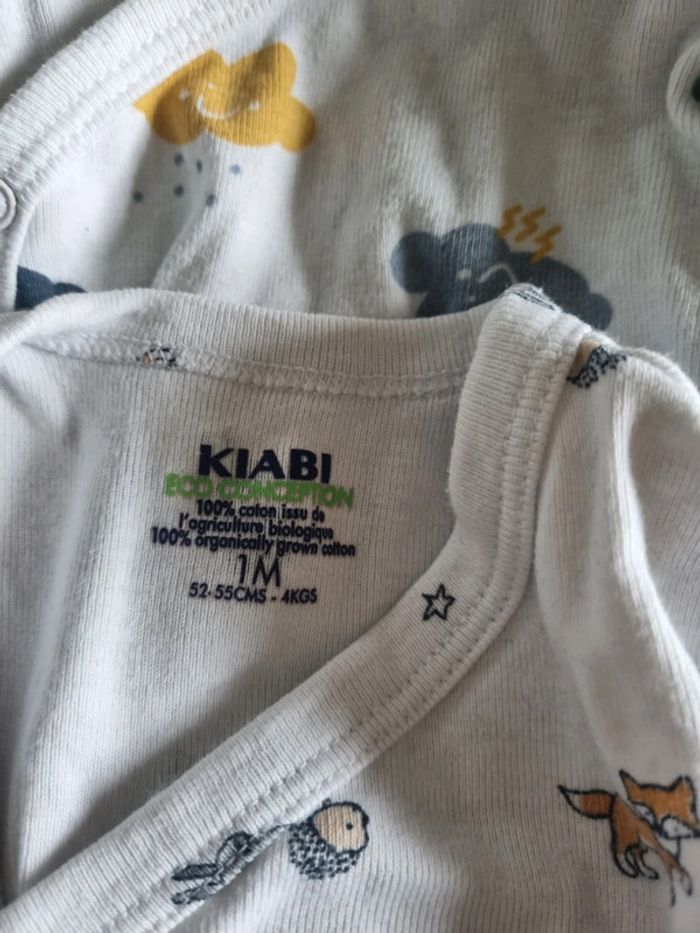 KIABI
ECO CONCEPTION
100% coton issu de
l'agriculture biologique
100% organically grown cotton
1M
52-55CMS - 4KGS